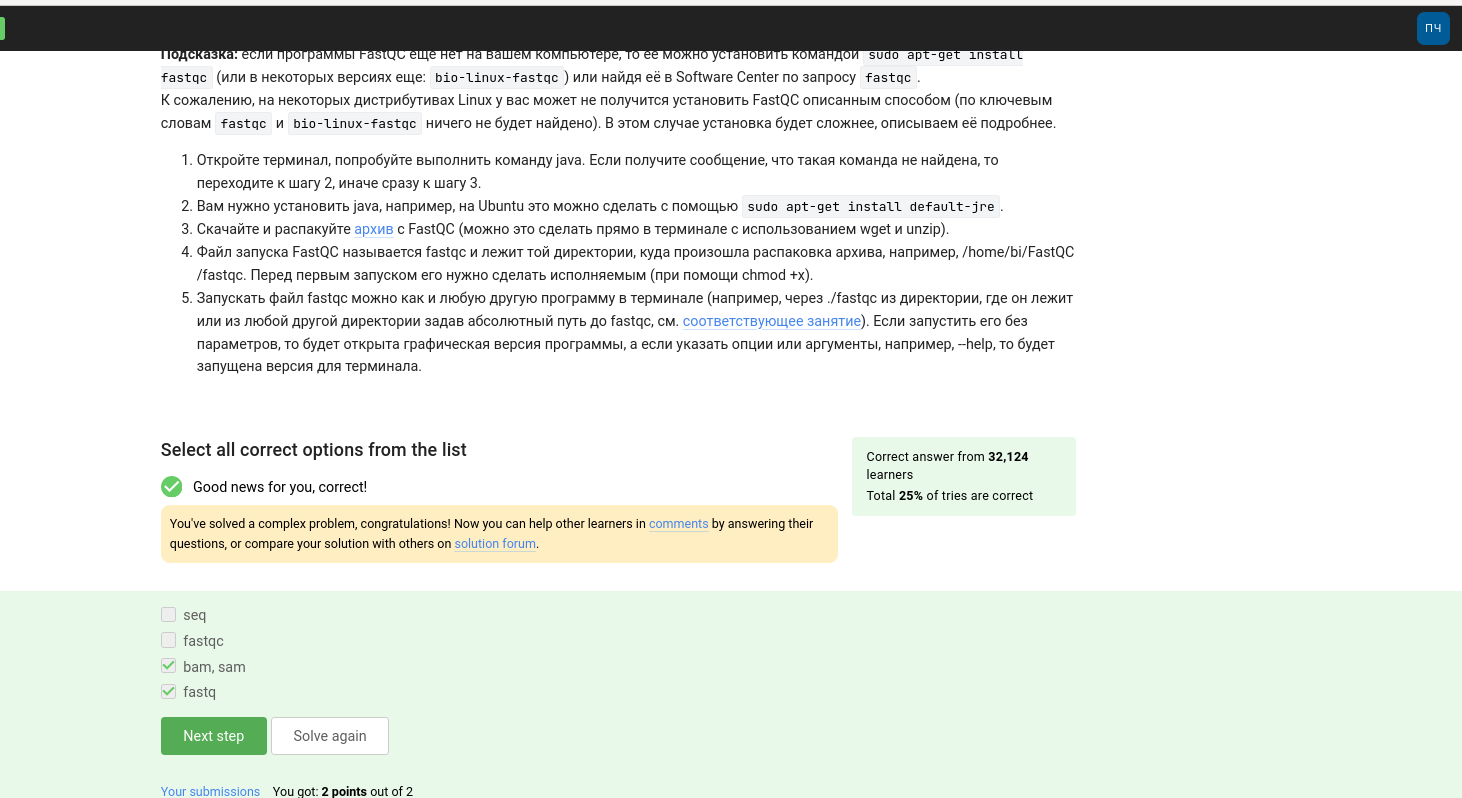 ПЧ
Подсказка: если программы FastQC еще нет на вашем компьютере, то ее можно установить командой sudo apt-get install
fastqc (или в некоторых версиях еще: bio-linux-fastqc) или найдя её в Software Center по запросу fastqc.
К сожалению, на некоторых дистрибутивах Linux у вас может не получится установить FastQC описанным способом (по ключевым
словам fastqc и bio-linux-fastqc ничего не будет найдено). В этом случае установка будет сложнее, описываем её подробнее.
1. Откройте терминал, попробуйте выполнить команду java. Если получите сообщение, что такая команда не найдена, то
переходите к шагу 2, иначе сразу к шагу 3.
2. Вам нужно установить java, например, на Ubuntu это можно сделать с помощью sudo apt-get install default-jre.
3. Скачайте и распакуйте архив с FastQC (можно это сделать прямо в терминале с использованием wget и unzip).
4. Файл запуска FastQC называется fastqc и лежит той директории, куда произошла распаковка архива, например, /home/bi/FastQC
/fastqc. Перед первым запуском его нужно сделать исполняемым (при помощи chmod +x).
5. Запускать файл fastqc можно как и любую другую программу в терминале (например, через ./fastqc из директории, где он лежит
или из любой другой директории задав абсолютный путь до fastqc, см. соответствующее занятие). Если запустить его без
параметров, то будет открыта графическая версия программы, а если указать опции или аргументы, например, --help, то будет
запущена версия для терминала.
Select all correct options from the list
Good news for you, correct!
You've solved a complex problem, congratulations! Now you can help other learners in comments by answering their
questions, or compare your solution with others on solution forum.
Correct answer from 32,124
learners
Total 25% of tries are correct
seq
fastqc
bam, sam
fastq
Next step
Solve again
Your submissions You got: 2 points out of 2